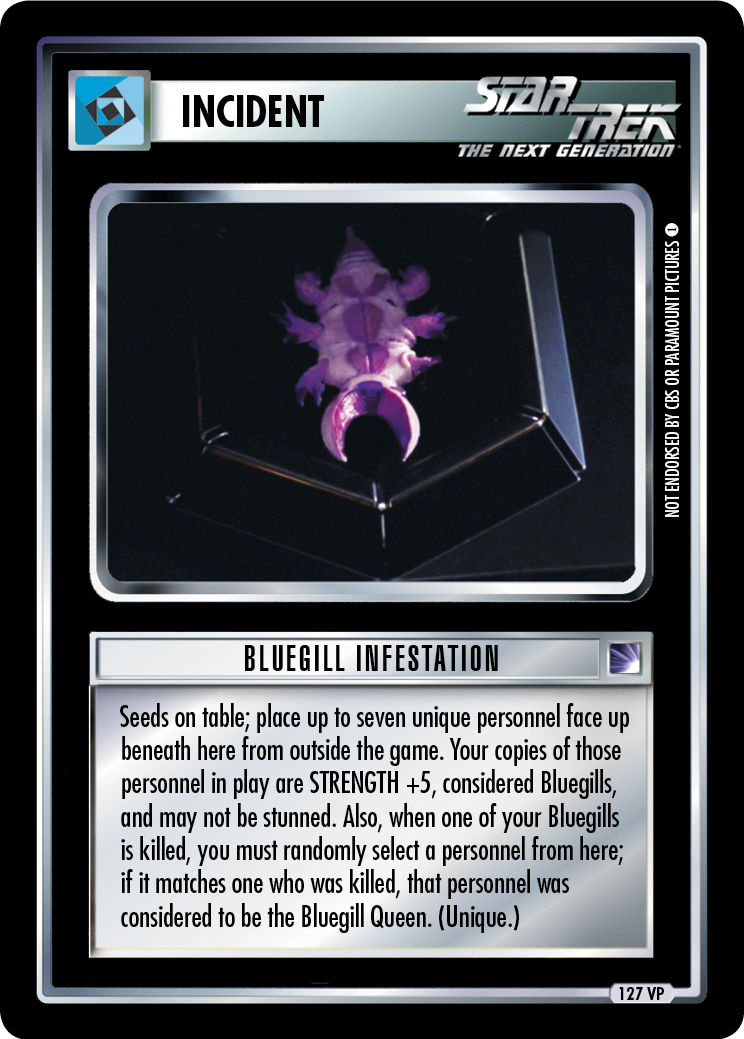 INCIDENT
STAR TREK
THE NEXT GENERATION
NOT ENDORSED BY CBS OR PARAMOUNT PICTURES 1
BLUEGILL INFESTATION
Seeds on table; place up to seven unique personnel face up
beneath here from outside the game. Your copies of those
personnel in play are STRENGTH +5, considered Bluegills,
and may not be stunned. Also, when one of your Bluegills
is killed, you must randomly select a personnel from here;
if it matches one who was killed, that personnel was
considered to be the Bluegill Queen. (Unique.)
127 VP